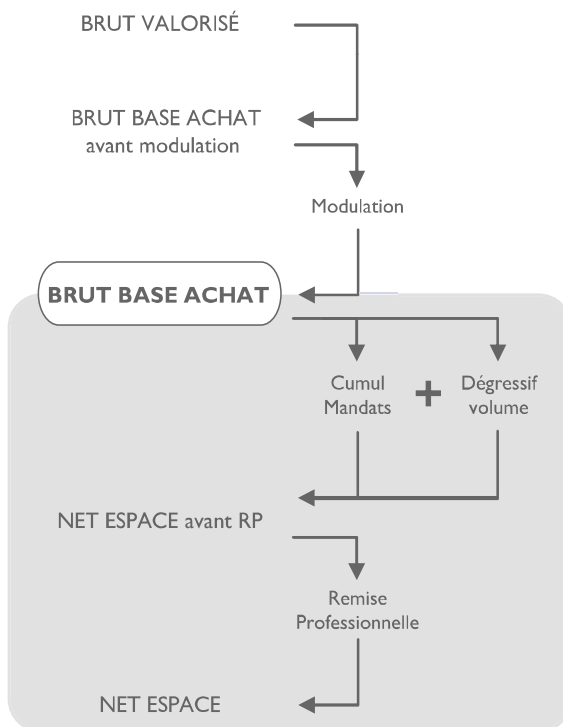 BRUT VALORISÉ
BRUT BASE ACHAT
avant modulation
Modulation
BRUT BASE ACHAT
Cumul
Mandats
+
Dégressif
volume
NET ESPACE avant RP
Remise
Professionnelle
NET ESPACE